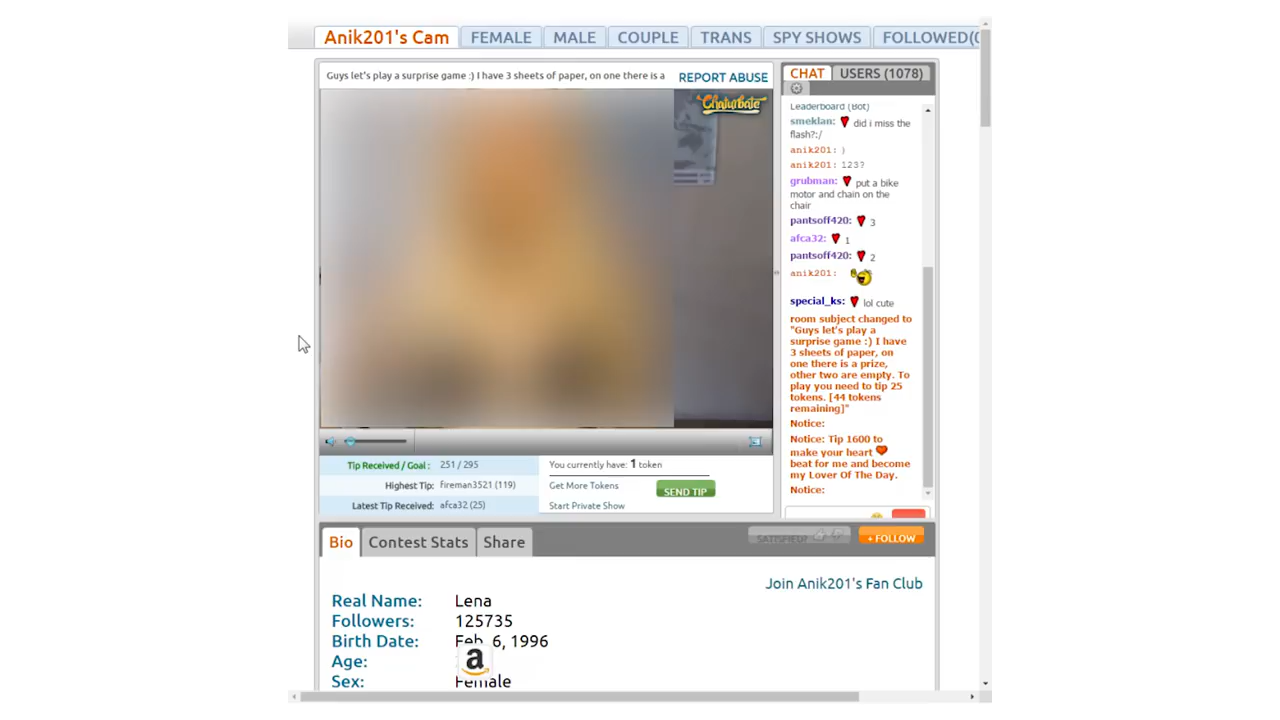 Anik201's Cam
FEMALE
MALE
COUPLE
TRANS
SPY SHOWS
FOLLOWED(
Guys let's play a surprise game :) I have 3 sheets of paper, on one there is a
REPORT ABUSE
Chaturbate
CHAT
USERS (1078)
Leaderboard (Bot)
smeklan: did i miss the
flash?:/
anik201: )
anik201: 123?
grubman: put a bike
motor and chain on the
chair
pantsoff420: 3
afca32: 1
pantsoff420: 2
anik201:
special_ks: lol cute
room subject changed to
"Guys let's play a
surprise game :) I have
3 sheets of paper, on
one there is a prize,
other two are empty. To
play you need to tip 25
tokens. [44 tokens
remaining]"
Notice:
Notice: Tip 1600 to
make your heart
beat for me and become
my Lover Of The Day.
Notice:
Tip Received / Goal : 251 / 295
Highest Tip: fireman3521 (119)
Latest Tip Received: afca32 (25)
You currently have: 1 token
Get More Tokens
SEND TIP
Start Private Show
Bio
Contest Stats
Share
SATISFIED?
+ FOLLOW
Join Anik201's Fan Club
Real Name: Lena
Followers: 125735
Birth Date: Feb. 6, 1996
Age:
a
Sex: Female